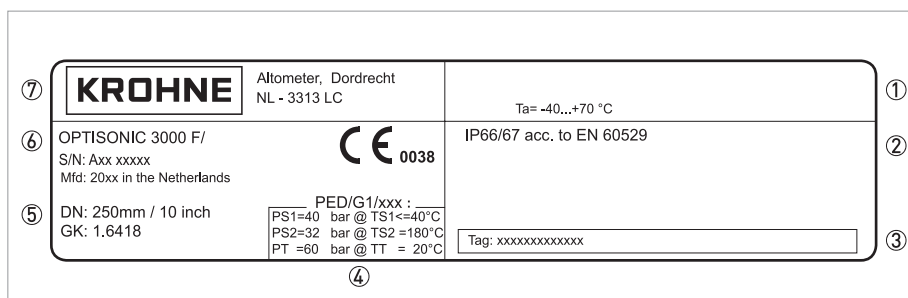 ⑦
KROHNE
Altometer, Dordrecht
NL - 3313 LC
Ta= -40...+70 °C
①
⑥
OPTISONIC 3000 F/
S/N: Axx xxxxx
Mfd: 20xx in the Netherlands
CE 0038
IP66/67 acc. to EN 60529
②
⑤
DN: 250mm / 10 inch
GK: 1.6418
PED/G1/xxx :
PS1=40 bar @ TS1<=40°C
PS2=32 bar @ TS2 =180°C
PT =60 bar @ TT = 20°C
Tag: xxxxxxxxxxxxx
③
④